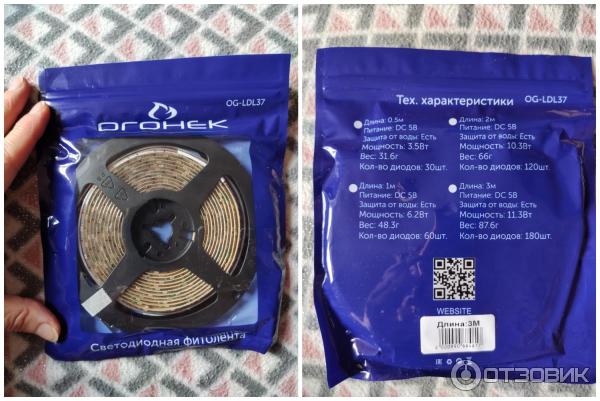 OG-LDL37
ОГОНЕК
Светодиодная фитолента
Тех. характеристики OG-LDL37
Длина: 0.5м
Питание: DC 5В
Защита от воды: Есть
Мощность: 3.5Вт
Вес: 31.6г
Кол-во диодов: 30шт.
Длина: 2м
Питание: DC 5В
Защита от воды: Есть
Мощность: 10.3Вт
Вес: 66г
Кол-во диодов: 120шт.
Длина: 1м
Питание: DC 5В
Защита от воды: Есть
Мощность: 6.2Вт
Вес: 48.3г
Кол-во диодов: 60шт.
Длина: 3м
Питание: DC 5В
Защита от воды: Есть
Мощность: 11.3Вт
Вес: 87.6г
Кол-во диодов: 180шт.
WEBSITE
Длина:3М
ОТЗОВИК